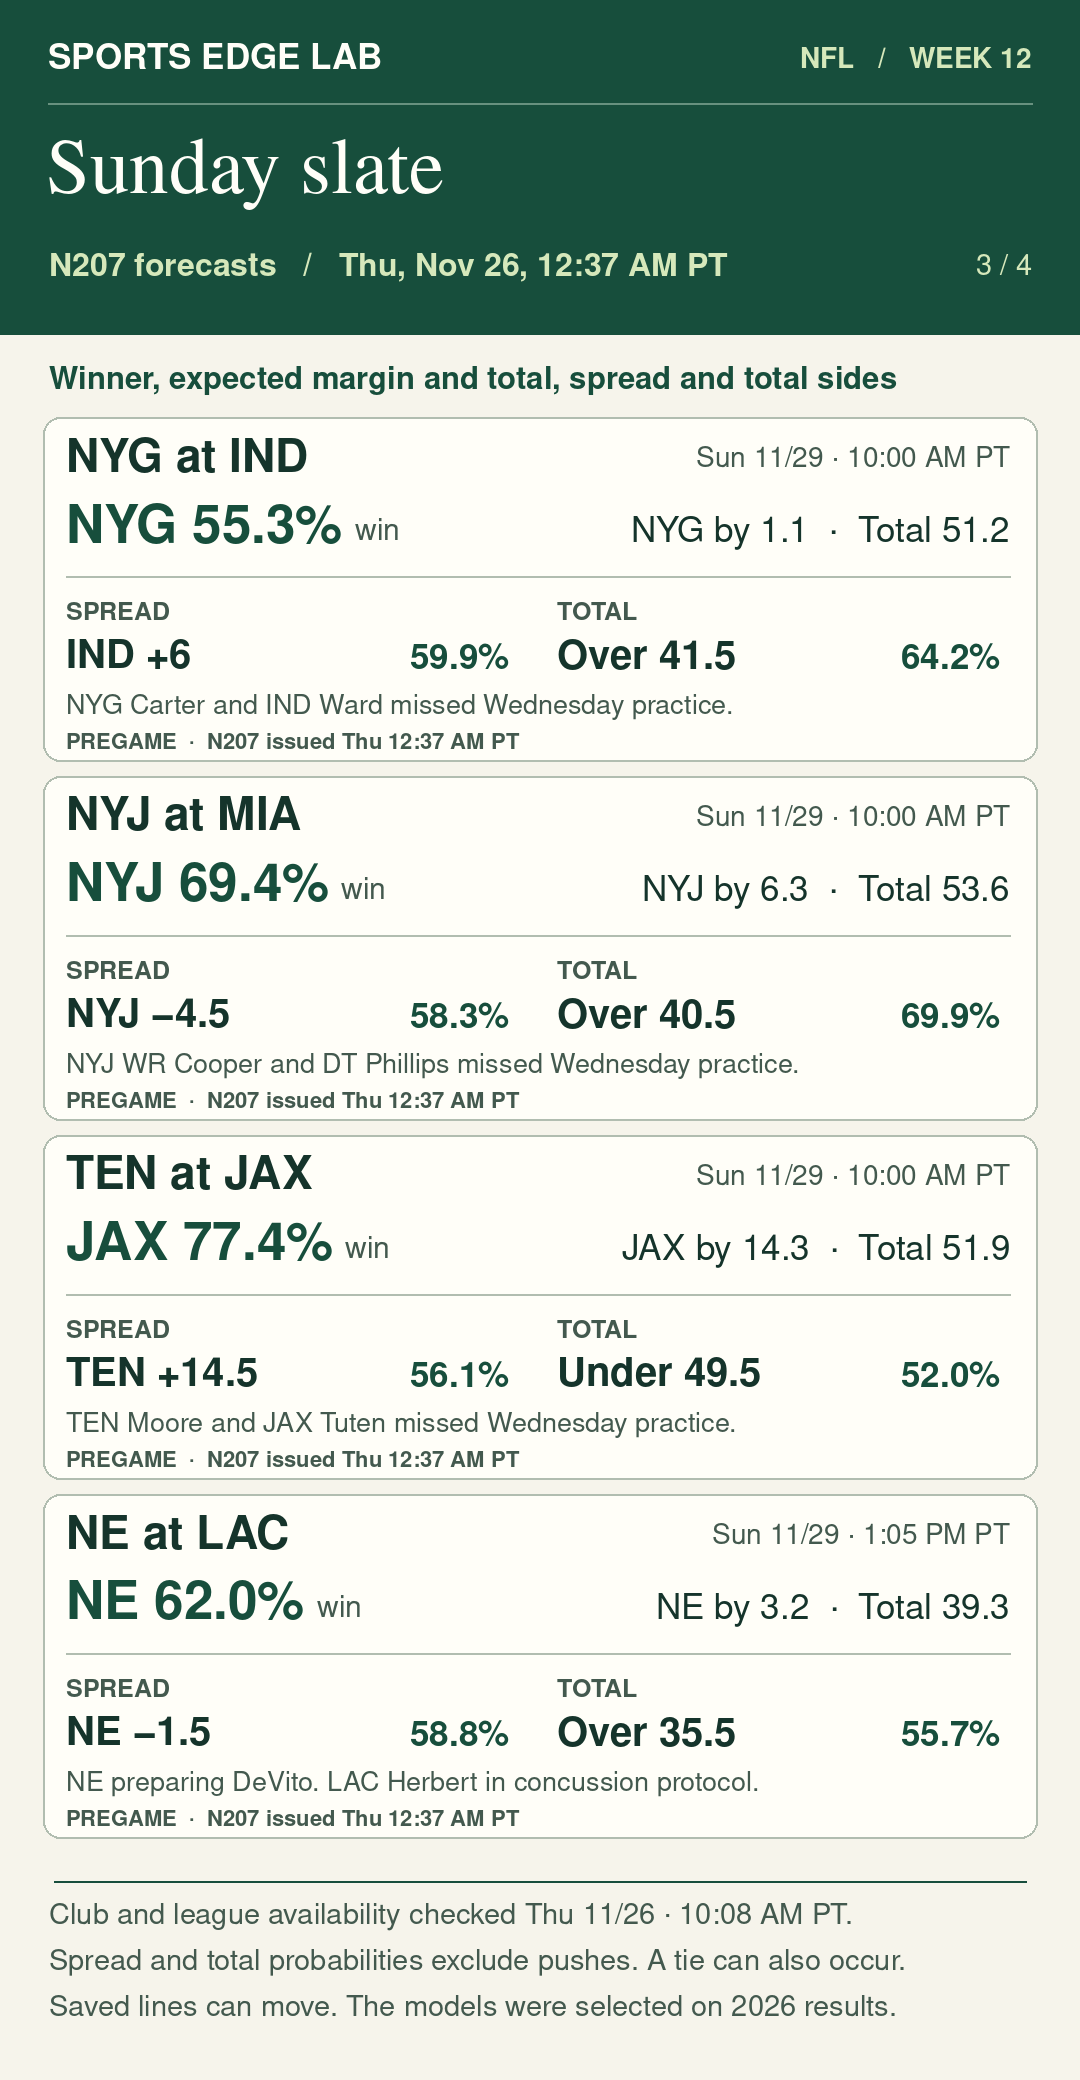 SPORTS EDGE LAB
NFL / WEEK 12
Sunday slate
N207 forecasts / Thu, Nov 26, 12:37 AM PT
3 / 4
Winner, expected margin and total, spread and total sides
NYG at IND
Sun 11/29 · 10:00 AM PT
NYG 55.3% win
NYG by 1.1 · Total 51.2
SPREAD
TOTAL
IND +6 59.9%
Over 41.5 64.2%
NYG Carter and IND Ward missed Wednesday practice.
PREGAME · N207 issued Thu 12:37 AM PT
NYJ at MIA
Sun 11/29 · 10:00 AM PT
NYJ 69.4% win
NYJ by 6.3 · Total 53.6
SPREAD
TOTAL
NYJ −4.5 58.3%
Over 40.5 69.9%
NYJ WR Cooper and DT Phillips missed Wednesday practice.
PREGAME · N207 issued Thu 12:37 AM PT
TEN at JAX
Sun 11/29 · 10:00 AM PT
JAX 77.4% win
JAX by 14.3 · Total 51.9
SPREAD
TOTAL
TEN +14.5 56.1%
Under 49.5 52.0%
TEN Moore and JAX Tuten missed Wednesday practice.
PREGAME · N207 issued Thu 12:37 AM PT
NE at LAC
Sun 11/29 · 1:05 PM PT
NE 62.0% win
NE by 3.2 · Total 39.3
SPREAD
TOTAL
NE −1.5 58.8%
Over 35.5 55.7%
NE preparing DeVito. LAC Herbert in concussion protocol.
PREGAME · N207 issued Thu 12:37 AM PT
Club and league availability checked Thu 11/26 · 10:08 AM PT.
Spread and total probabilities exclude pushes. A tie can also occur.
Saved lines can move. The models were selected on 2026 results.